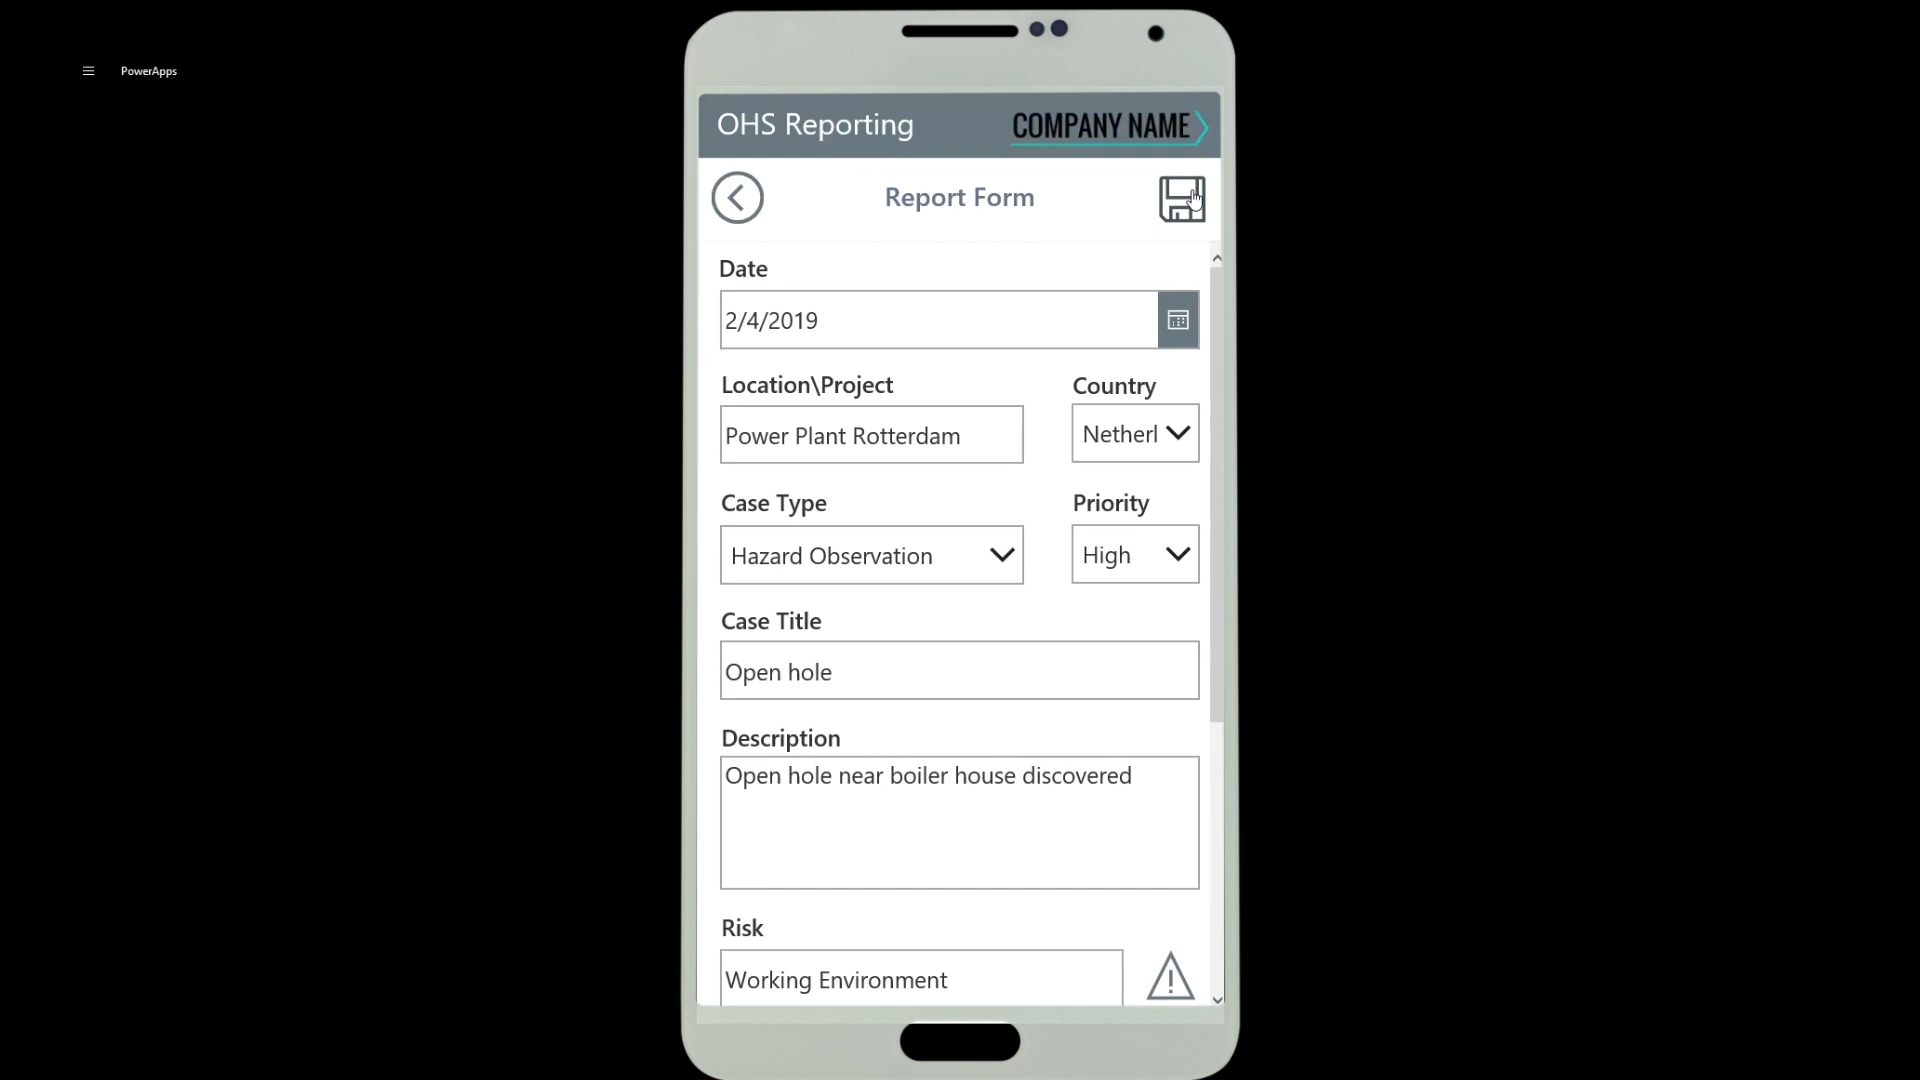 PowerApps
OHS Reporting
COMPANY NAME
Report Form
Date
2/4/2019
Location\Project
Country
Power Plant Rotterdam
Netherl
Case Type
Priority
Hazard Observation
High
Case Title
Open hole
Description
Open hole near boiler house discovered
Risk
Working Environment